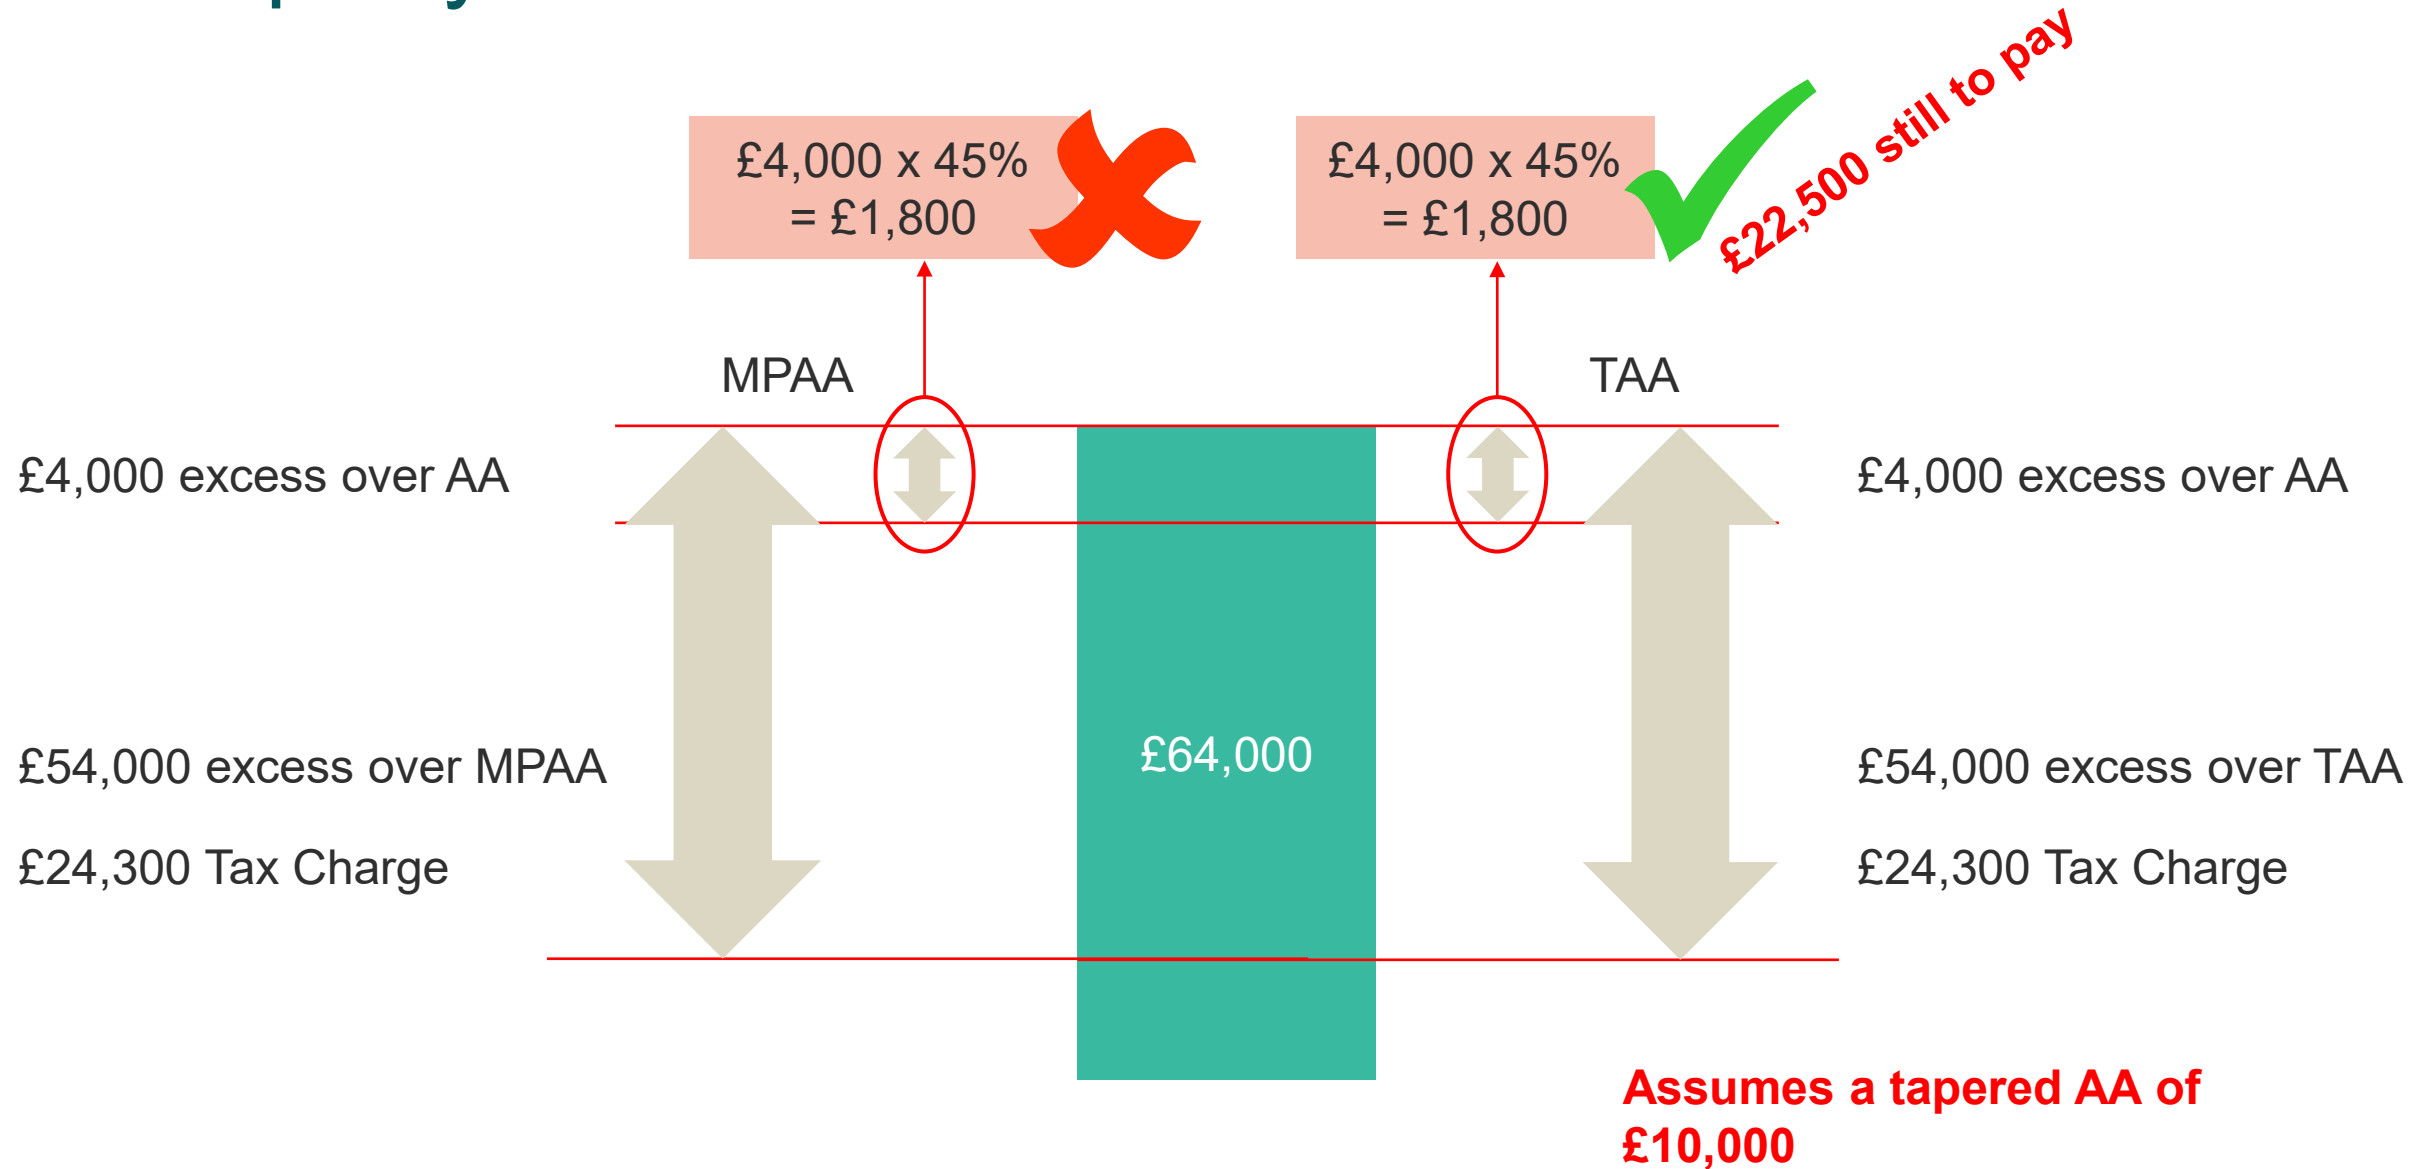 £4,000 x 45%
= £1,800
£4,000 x 45%
= £1,800
£22,500 still to pay
MPAA
TAA
£4,000 excess over AA
£4,000 excess over AA
£54,000 excess over MPAA
£64,000
£54,000 excess over TAA
£24,300 Tax Charge
£24,300 Tax Charge
Assumes a tapered AA of
£10,000